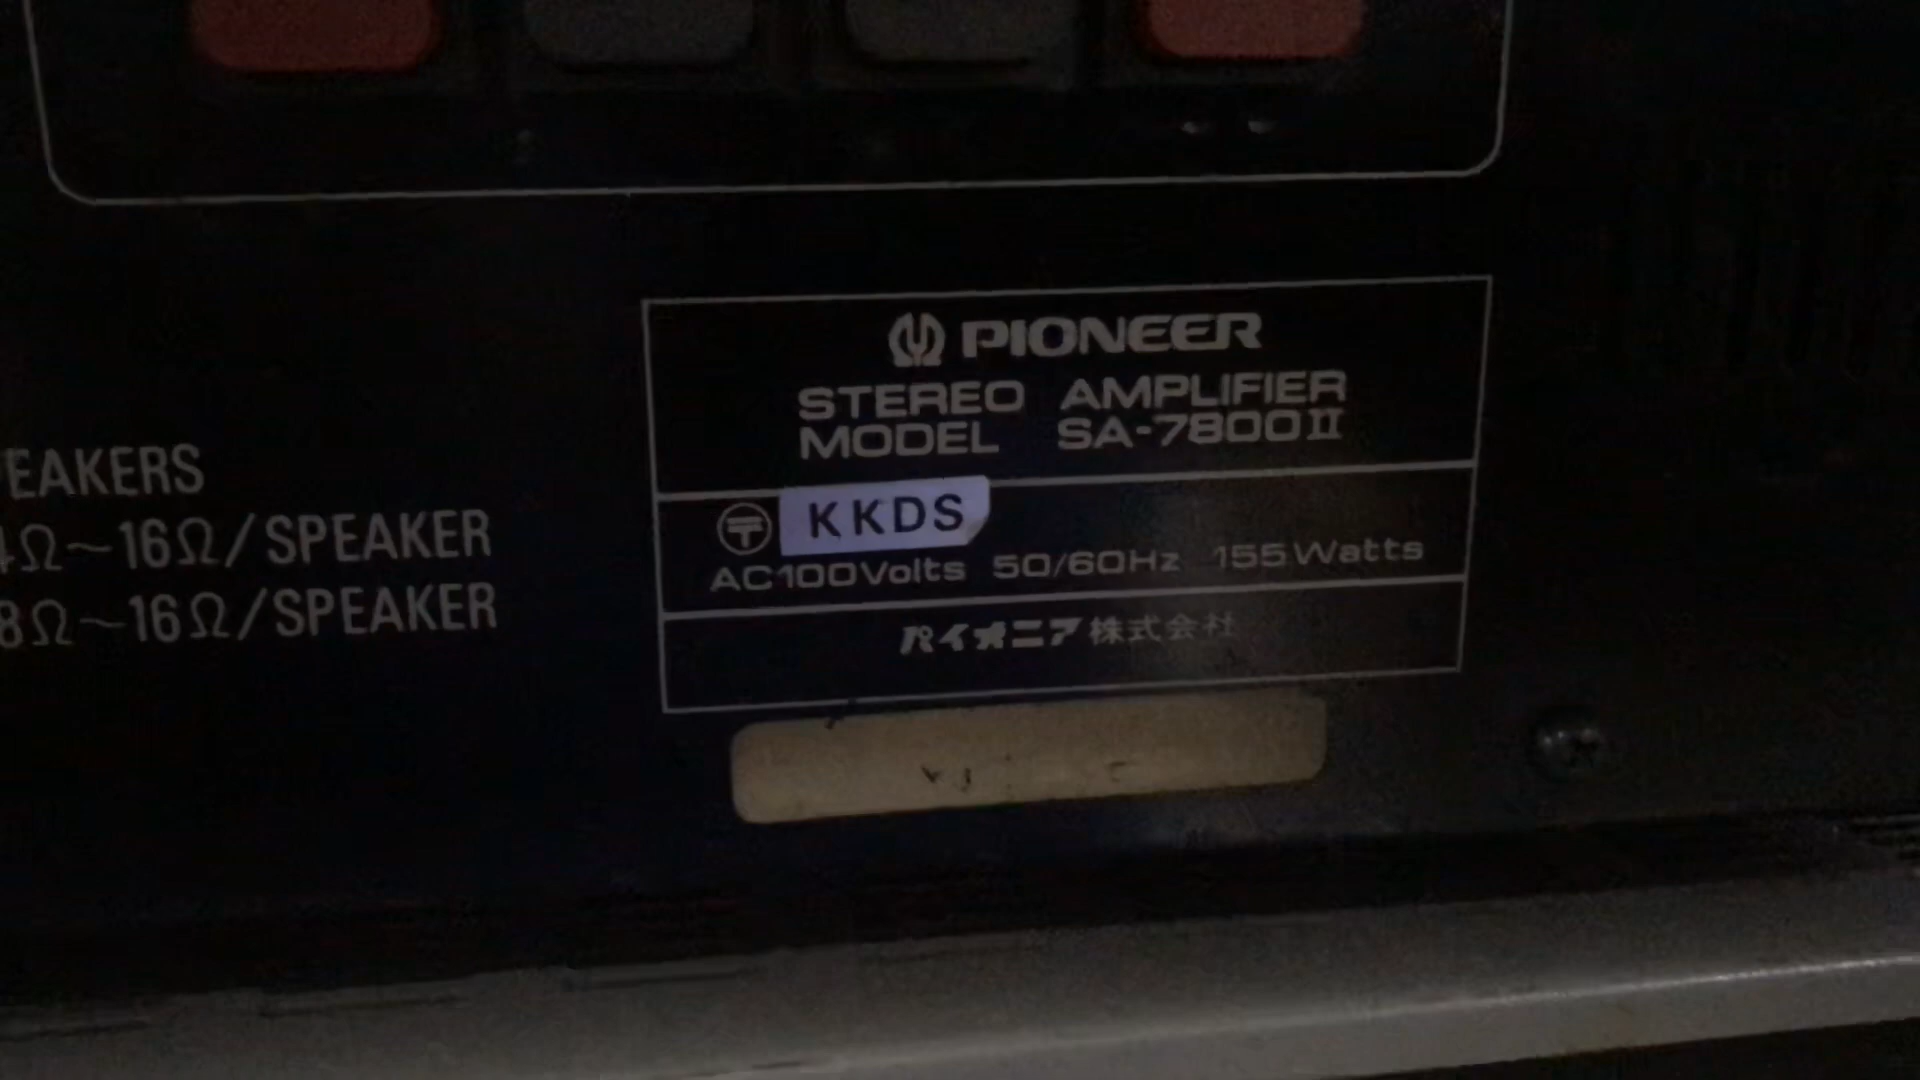 PIONEER
STEREO AMPLIFIER
MODEL SA-7800II
EAKERS
Ω~16Ω/SPEAKER
8Ω~16Ω/SPEAKER
〒 KKDS
AC100Volts 50/60Hz 155Watts
パイオニア株式会社